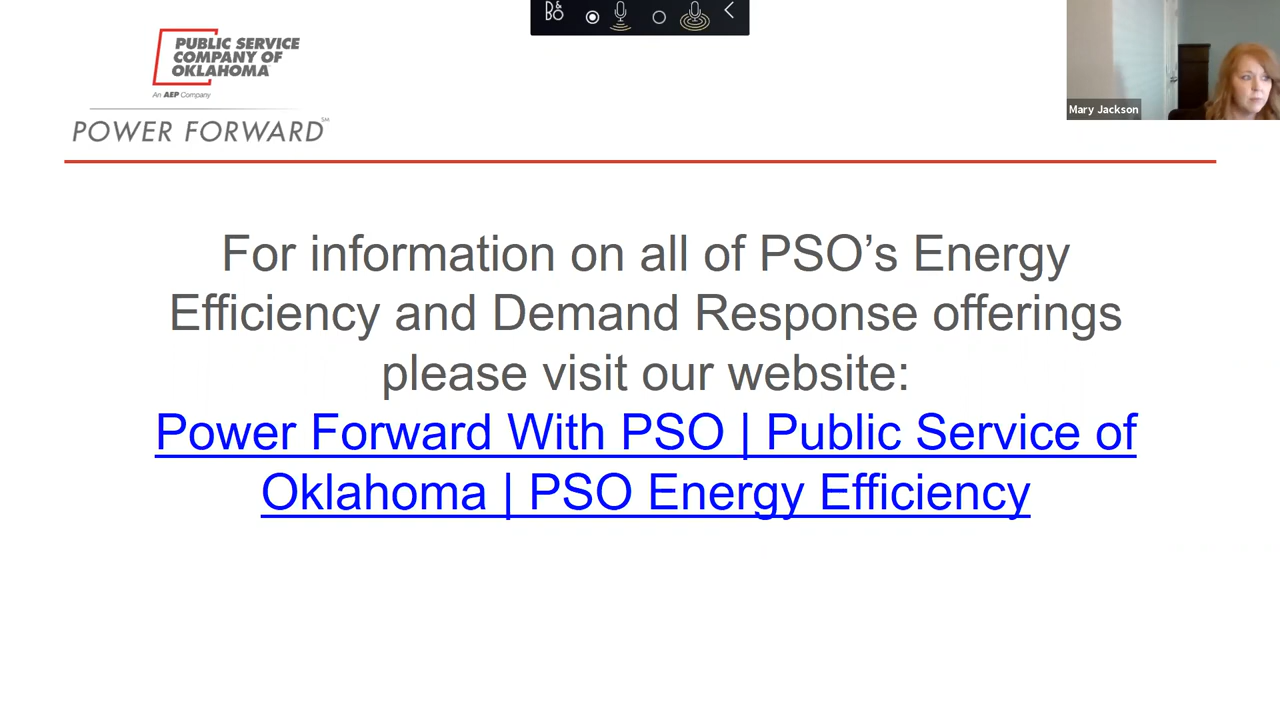 B&O
PUBLIC SERVICE
COMPANY OF
OKLAHOMA
An AEP Company
POWER FORWARD℠
Mary Jackson
For information on all of PSO’s Energy
Efficiency and Demand Response offerings
please visit our website:
Power Forward With PSO | Public Service of
Oklahoma | PSO Energy Efficiency